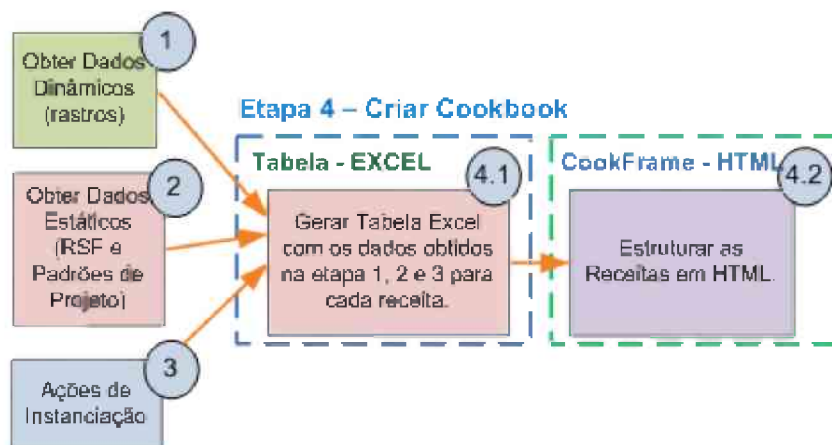 1
Obter Dados
Dinâmicos
(rastros)
2
Obter Dados
Estáticos
(RSF e
Padrões de
Projeto)
3
Ações de
Instanciação
Etapa 4 – Criar Cookbook
Tabela - EXCEL
4.1
Gerar Tabela Excel
com os dados obtidos
na etapa 1, 2 e 3 para
cada receita.
CookFrame - HTML
4.2
Estruturar as
Receitas em HTML.